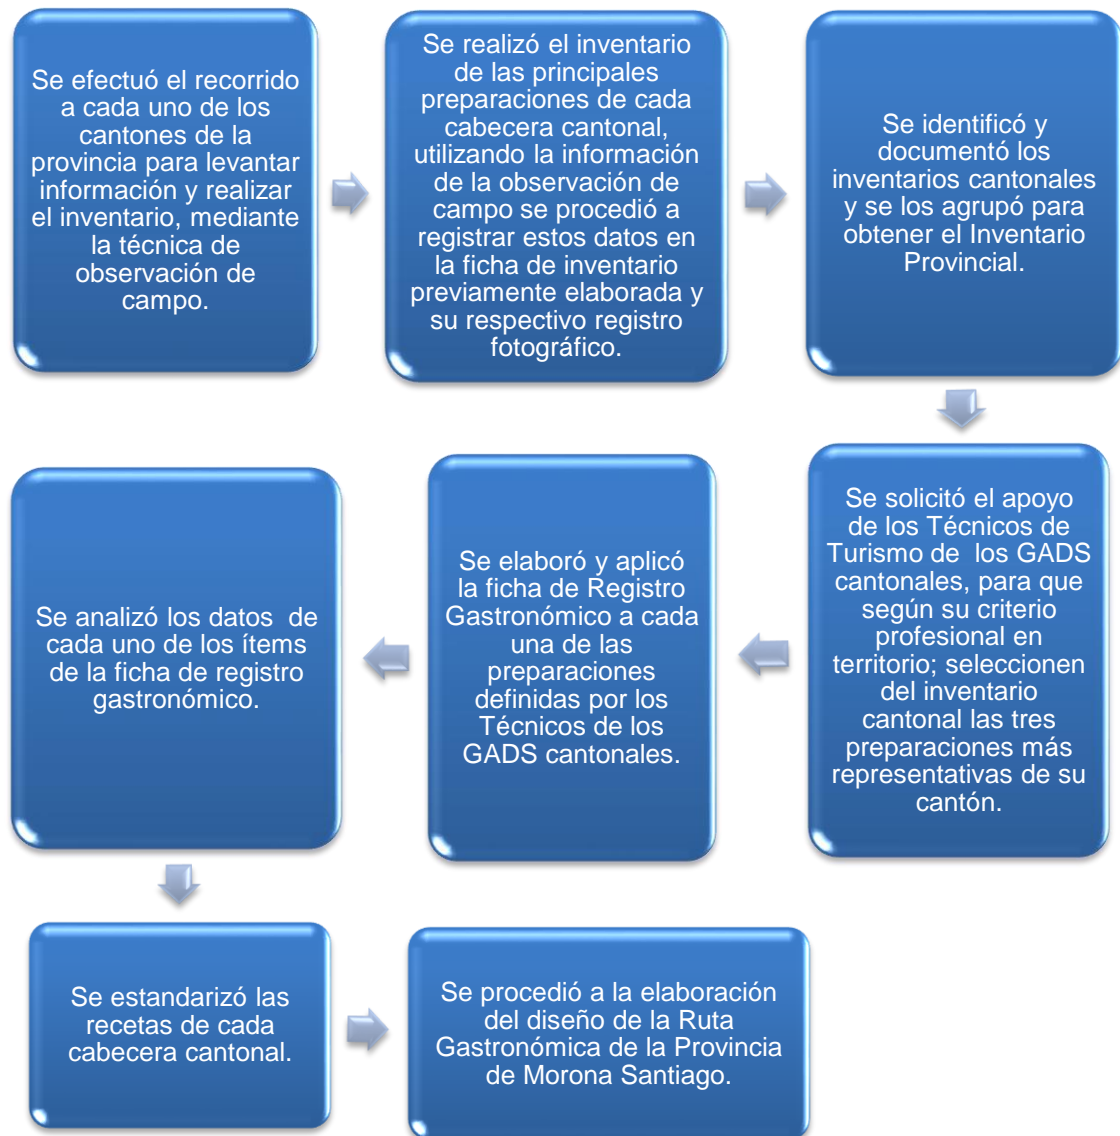 Se efectuó el recorrido
a cada uno de los
cantones de la
provincia para levantar
información y realizar
el inventario, mediante
la técnica de
observación de
campo.
Se realizó el inventario
de las principales
preparaciones de cada
cabecera cantonal,
utilizando la información
de la observación de
campo se procedió a
registrar estos datos en
la ficha de inventario
previamente elaborada y
su respectivo registro
fotográfico.
Se identificó y
documentó los
inventarios cantonales
y se los agrupó para
obtener el Inventario
Provincial.
Se solicitó el apoyo
de los Técnicos de
Turismo de  los GADS
cantonales, para que
según su criterio
profesional en
territorio; seleccionen
del inventario
cantonal las tres
preparaciones más
representativas de su
cantón.
Se elaboró y aplicó
la ficha de Registro
Gastronómico a cada
una de las
preparaciones
definidas por los
Técnicos de los
GADS cantonales.
Se analizó los datos  de
cada uno de los ítems
de la ficha de registro
gastronómico.
Se estandarizó las
recetas de cada
cabecera cantonal.
Se procedió a la elaboración
del diseño de la Ruta
Gastronómica de la Provincia
de Morona Santiago.